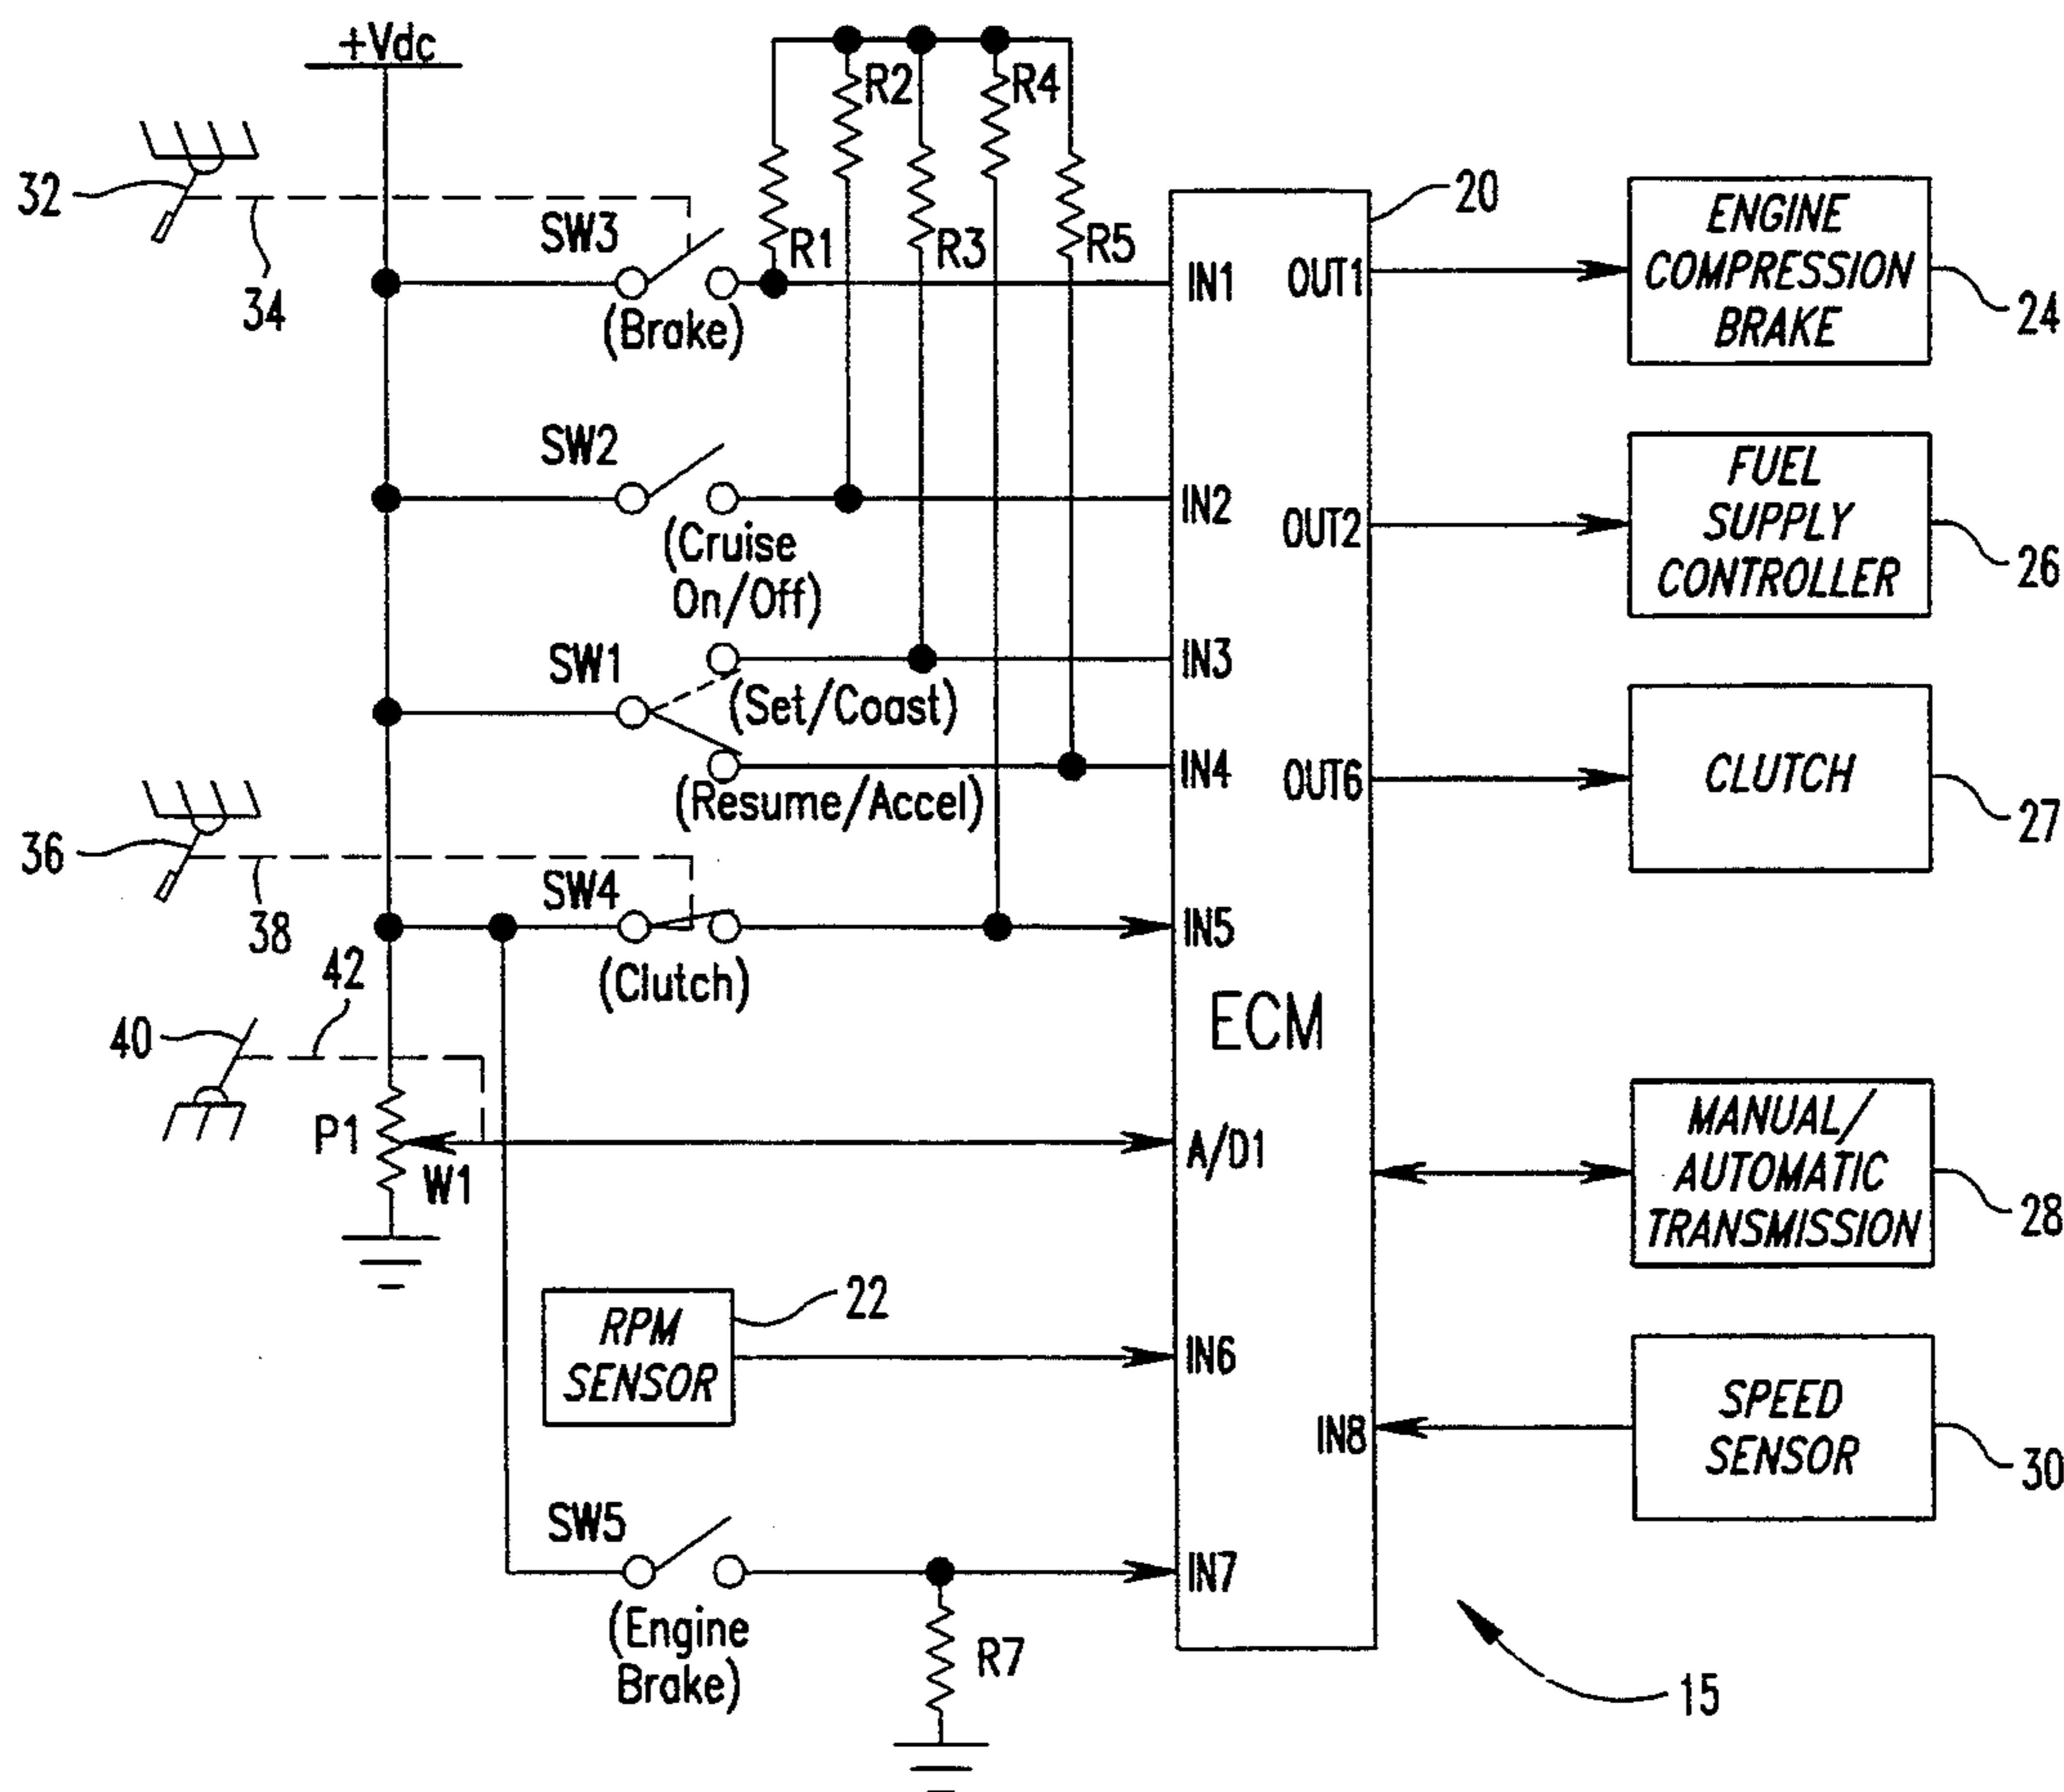 +Vdc
R2
R4
32
34
SW3
(Brake)
R1
R3
R5
20
IN1
OUT1
ENGINE
COMPRESSION
BRAKE
24
SW2
(Cruise
On/Off)
IN2
OUT2
FUEL
SUPPLY
CONTROLLER
26
SW1
(Set/Coast)
(Resume/Accel)
IN3
IN4
OUT6
CLUTCH
27
36
38
SW4
(Clutch)
IN5
ECM
42
40
P1
W1
A/D1
MANUAL/
AUTOMATIC
TRANSMISSION
28
RPM
SENSOR
22
IN6
IN8
SPEED
SENSOR
30
SW5
(Engine
Brake)
IN7
R7
15